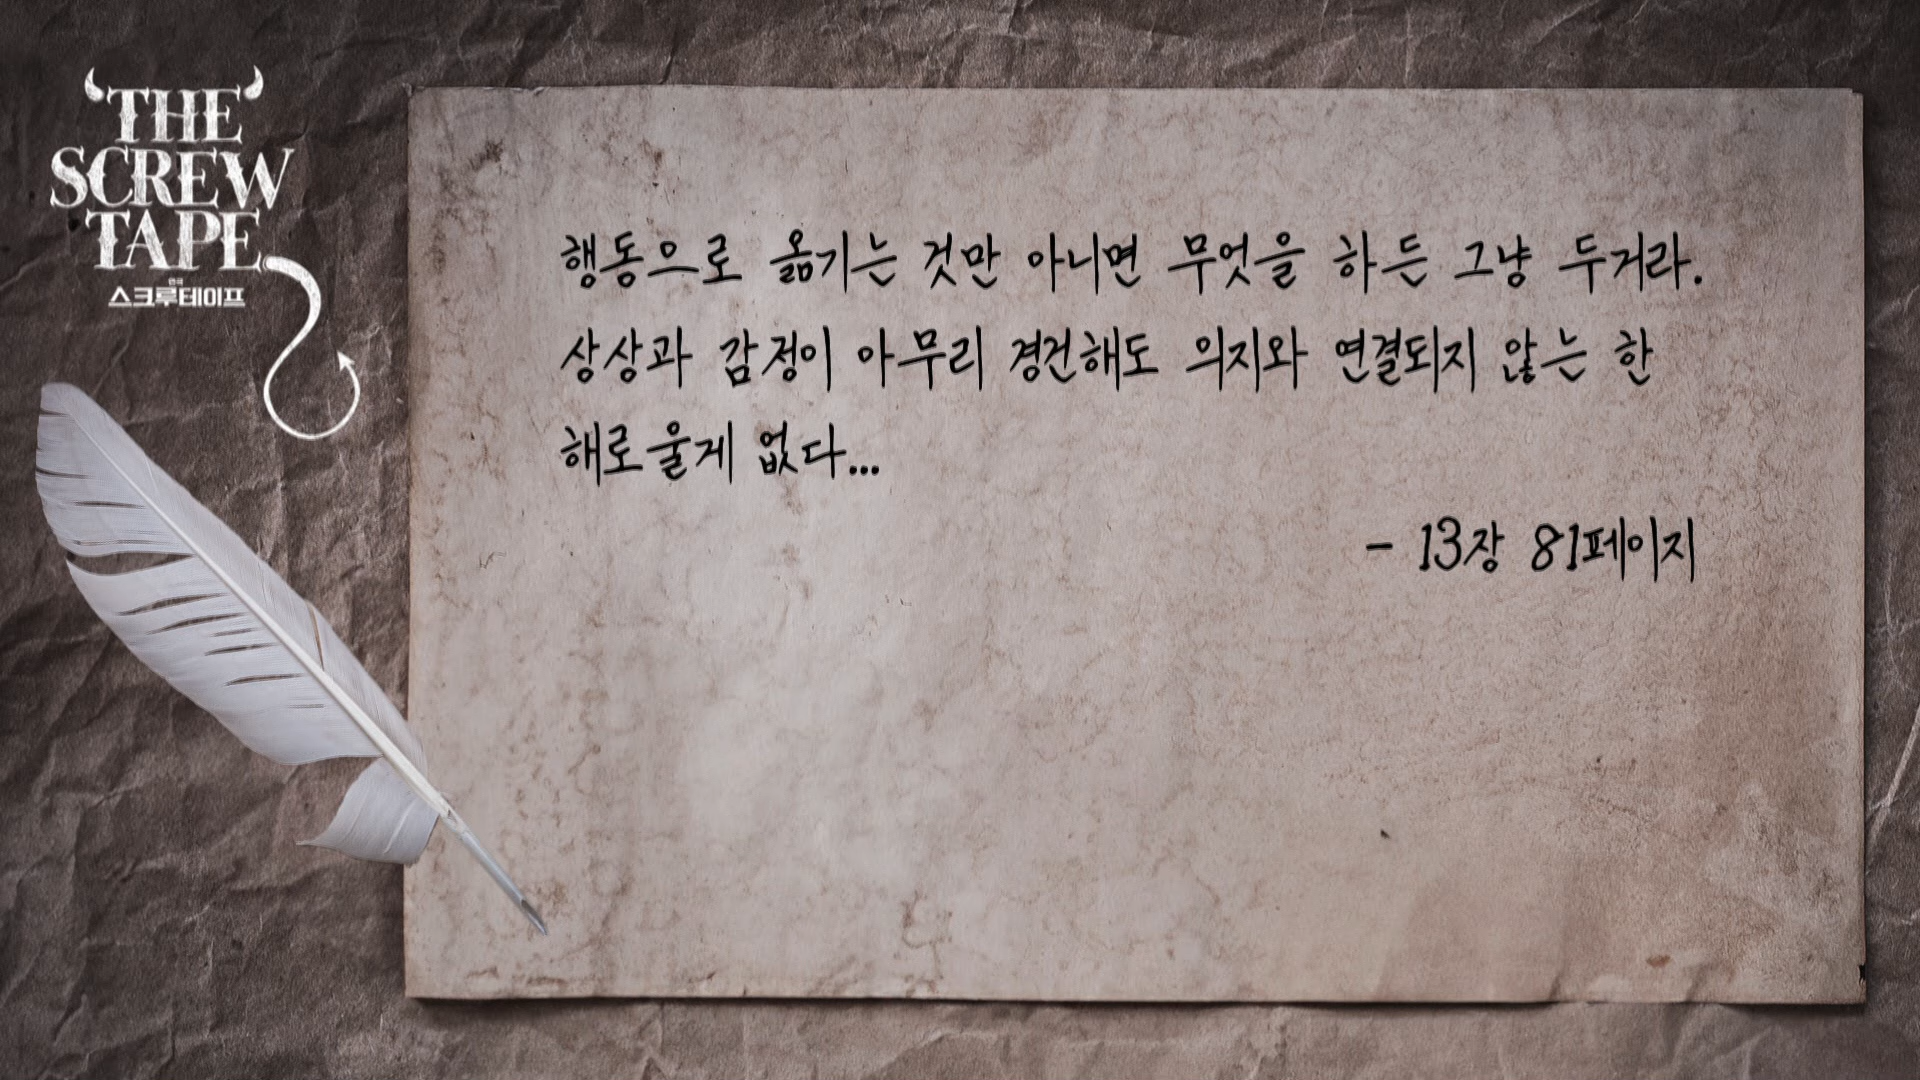 THE
SCREW
TAPE
연극
스크루테이프
행동으로 옮기는 것만 아니면 무엇을 하든 그냥 두거라.
상상과 감정이 아무리 경건해도 의지와 연결되지 않는 한
해로울게 없다...
- 13장 81페이지